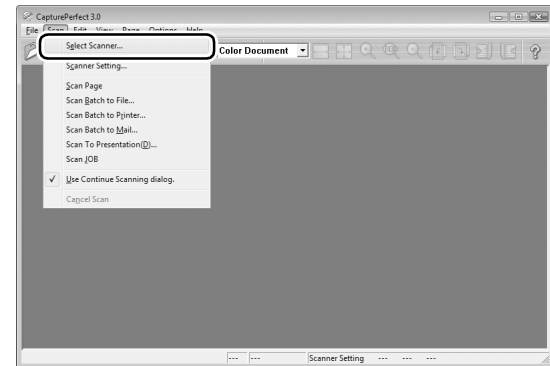 CapturePerfect 3.0
File Scan Edit View Page Options Help
Color Document
Select Scanner...
Scanner Setting...
Scan Page
Scan Batch to File...
Scan Batch to Printer...
Scan Batch to Mail...
Scan To Presentation(D)...
Scan JOB
✓ Use Continue Scanning dialog.
Cancel Scan
--- --- Scanner Setting --- --- ---